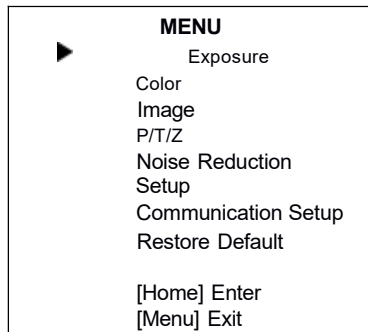 MENU
Exposure
Color
Image
P/T/Z
Noise Reduction
Setup
Communication Setup
Restore Default
[Home] Enter
[Menu] Exit